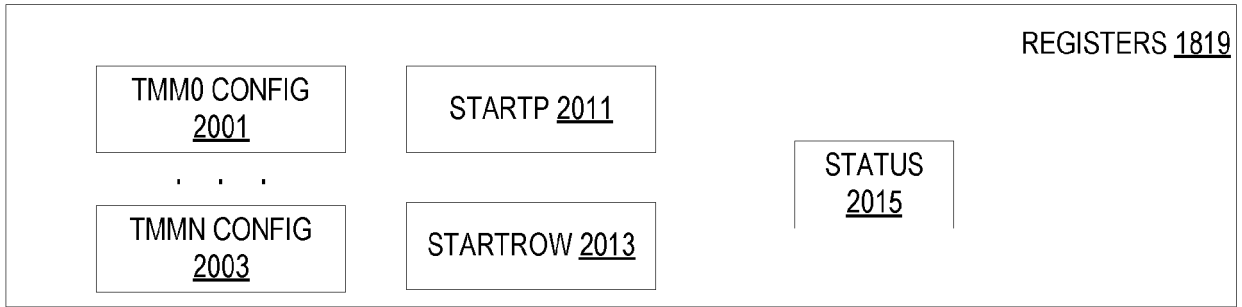 REGISTERS 1819
TMM0 CONFIG
2001
STARTP 2011
STATUS
2015
. . .
TMMN CONFIG
2003
STARTROW 2013